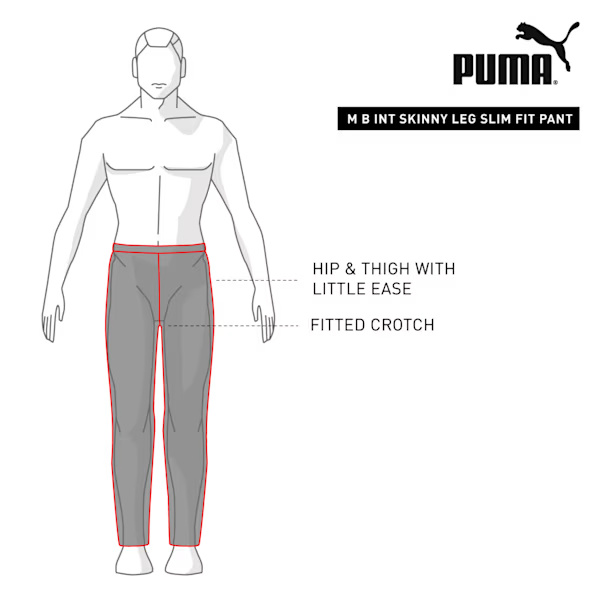 PUMA®
M B INT SKINNY LEG SLIM FIT PANT
HIP & THIGH WITH
LITTLE EASE
FITTED CROTCH